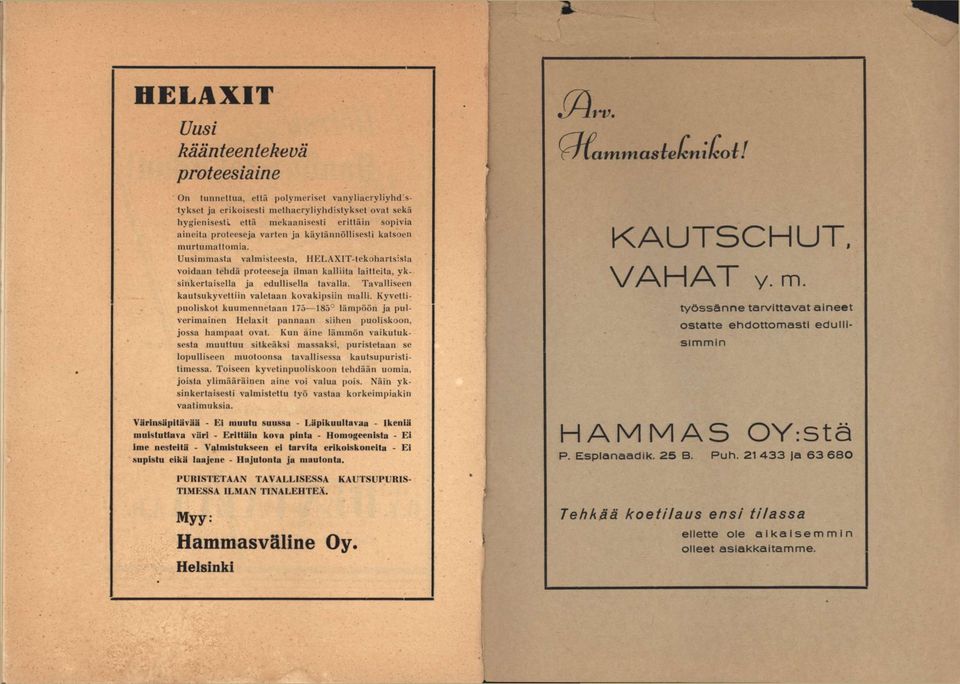 HELAXIT
Uusi
käänteentekevä
proteesiaine
On tunnettua, että polymeriset vanyliacryliyhd's-
tykset ja erikoisesti methacryliyhdistykset ovat sekä
hygienisesti että mekaanisesti erittäin sopivia
aineita proteeseja varten ja käytännöllisesti katsoen
murtumattomia.
Uusimmasta valmisteesta, HELAXIT-tekohartsista
voidaan tehdä proteeseja ilman kalliita laitteita, yk-
sinkertaisella ja edullisella tavalla. Tavalliseen
kautsukyvettiin valetaan kovakipsiin malli. Kyvetti-
puoliskot kuumennetaan 175—185° lämpöön ja pul-
verimainen Helaxit pannaan siihen puoliskoon,
jossa hampaat ovat. Kun aine lämmön vaikutuk-
sesta muuttuu sitkeäksi massaksi, puristetaan se
lopulliseen muotoonsa tavallisessa kautsupuristi-
timessa. Toiseen kyvetinpuoliskoon tehdään uomia,
joista ylimääräinen aine voi valua pois. Näin yk-
sinkertaisesti valmistettu työ vastaa korkeimpiakin
vaatimuksia.
Värinsäpitävää - Ei muutu suussa - Läpikuultavaa - Ikeniä
muistuttava väri - Erittäin kova pinta - Homogeenista - Ei
ime nesteitä - Valmistukseen ei tarvita erikoiskoneita - Ei
supistu eikä laajene - Hajutonta ja mautonta.
PURISTETAAN TAVALLISESSA KAUTSUPURIS-
TIMESSA ILMAN TINALEHTEÄ.
Myy:
Hammasväline Oy.
Helsinki
Arv.
Hammasteknikot!
KAUTSCHUT,
VAHAT y. m.
työssänne tarvittavat aineet
ostatte ehdottomasti edulli-
simmin
HAMMAS OY:stä
P. Esplanaadik. 25 B. Puh. 21 433 ja 63 680
Tehkää koetilaus ensi tilassa
ellette ole aikaisemmin
olleet asiakkaitamme.